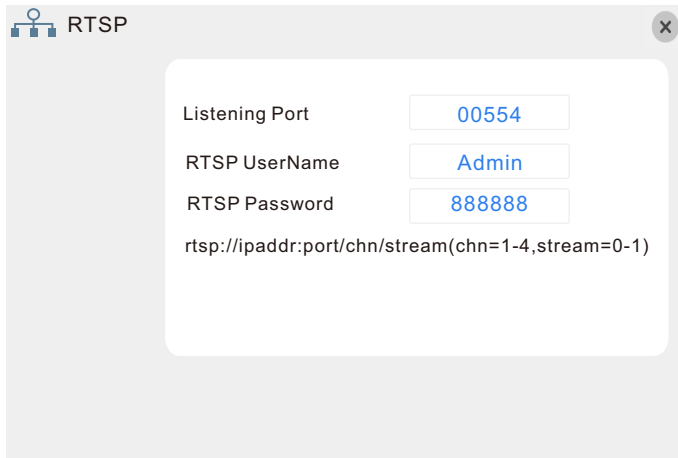 RTSP
Listening Port 00554
RTSP UserName Admin
RTSP Password 888888
rtsp://ipaddr:port/chn/stream(chn=1-4,stream=0-1)